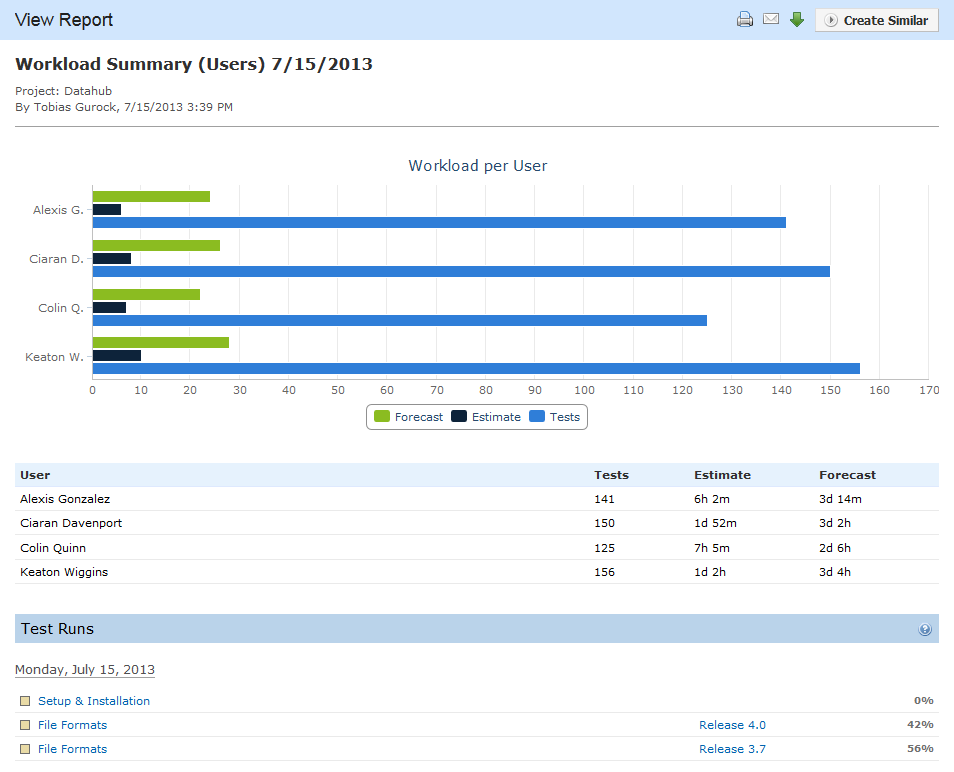 View Report
Create Similar
Workload Summary (Users) 7/15/2013
Project: Datahub
By Tobias Gurock, 7/15/2013 3:39 PM
Workload per User
Alexis G.
Ciaran D.
Colin Q.
Keaton W.
0 10 20 30 40 50 60 70 80 90 100 110 120 130 140 150 160 170
Forecast Estimate Tests
User Tests Estimate Forecast
Alexis Gonzalez 141 6h 2m 3d 14m
Ciaran Davenport 150 1d 52m 3d 2h
Colin Quinn 125 7h 5m 2d 6h
Keaton Wiggins 156 1d 2h 3d 4h
Test Runs ?
Monday, July 15, 2013
Setup & Installation 0%
File Formats Release 4.0 42%
File Formats Release 3.7 56%